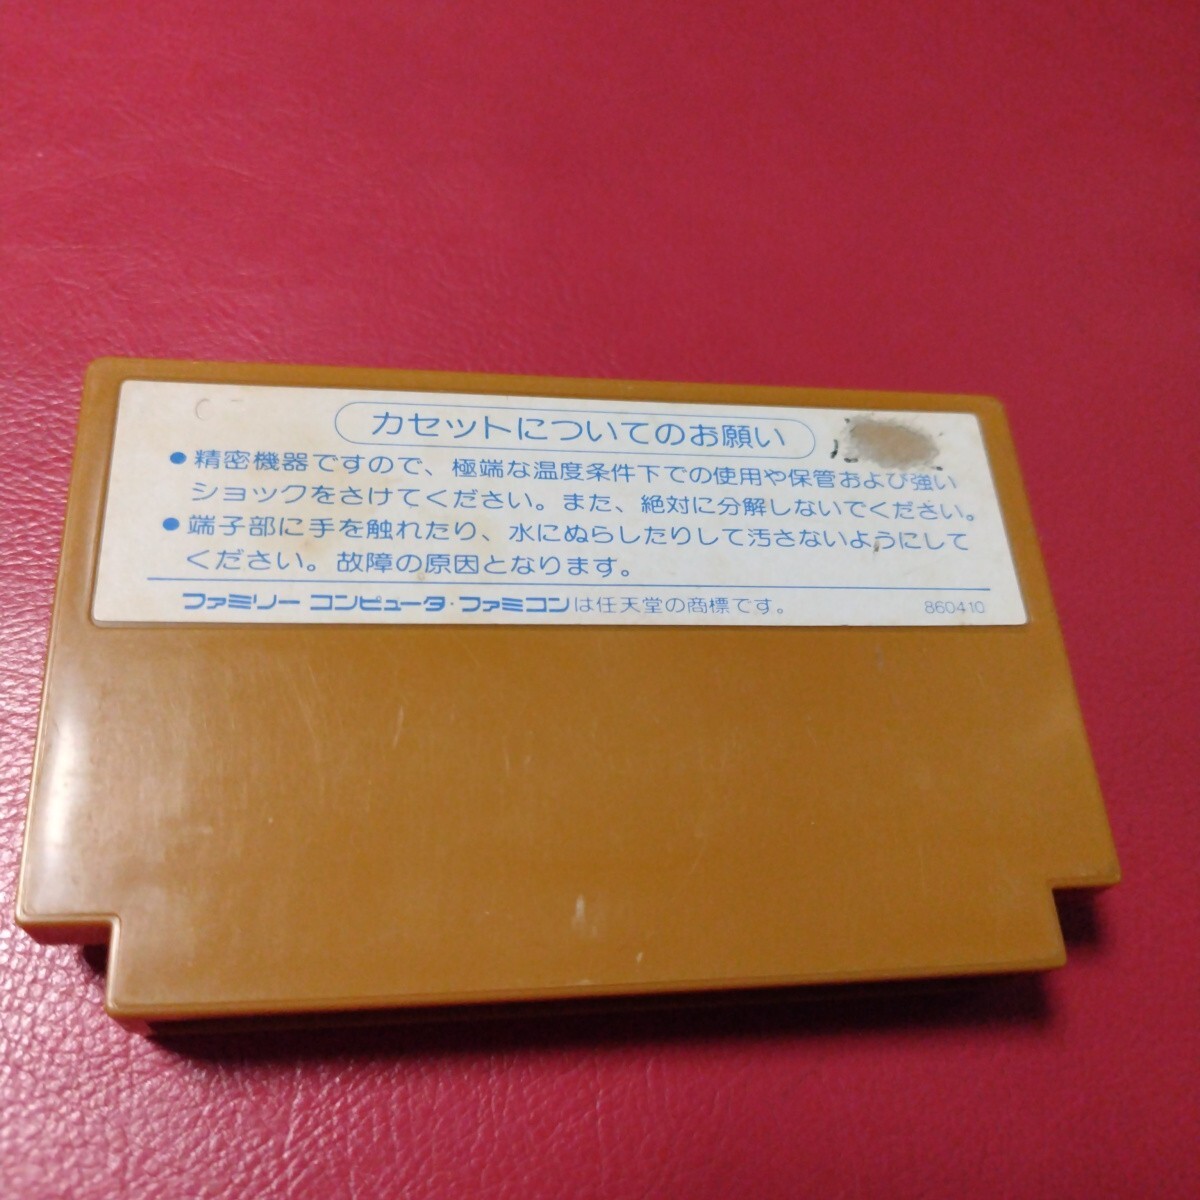 カセットについてのお願い
●精密機器ですので、極端な温度条件下での使用や保管および強い
ショックをさけてください。また、絶対に分解しないでください。
●端子部に手を触れたり、水にぬらしたりして汚さないようにして
ください。故障の原因となります。
ファミリー コンピュータ・ファミコンは任天堂の商標です。 860410